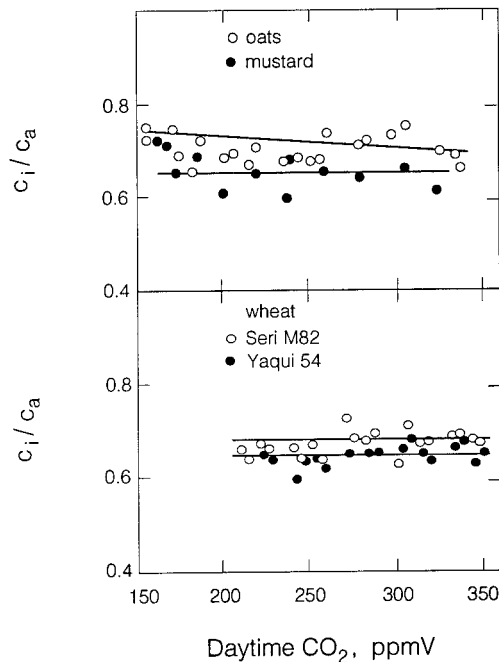 ○ oats
● mustard
0.8
0.6
0.4
c_i / c_a
wheat
○ Seri M82
● Yaqui 54
0.8
0.6
0.4
c_i / c_a
150 200 250 300 350
Daytime CO₂, ppmV